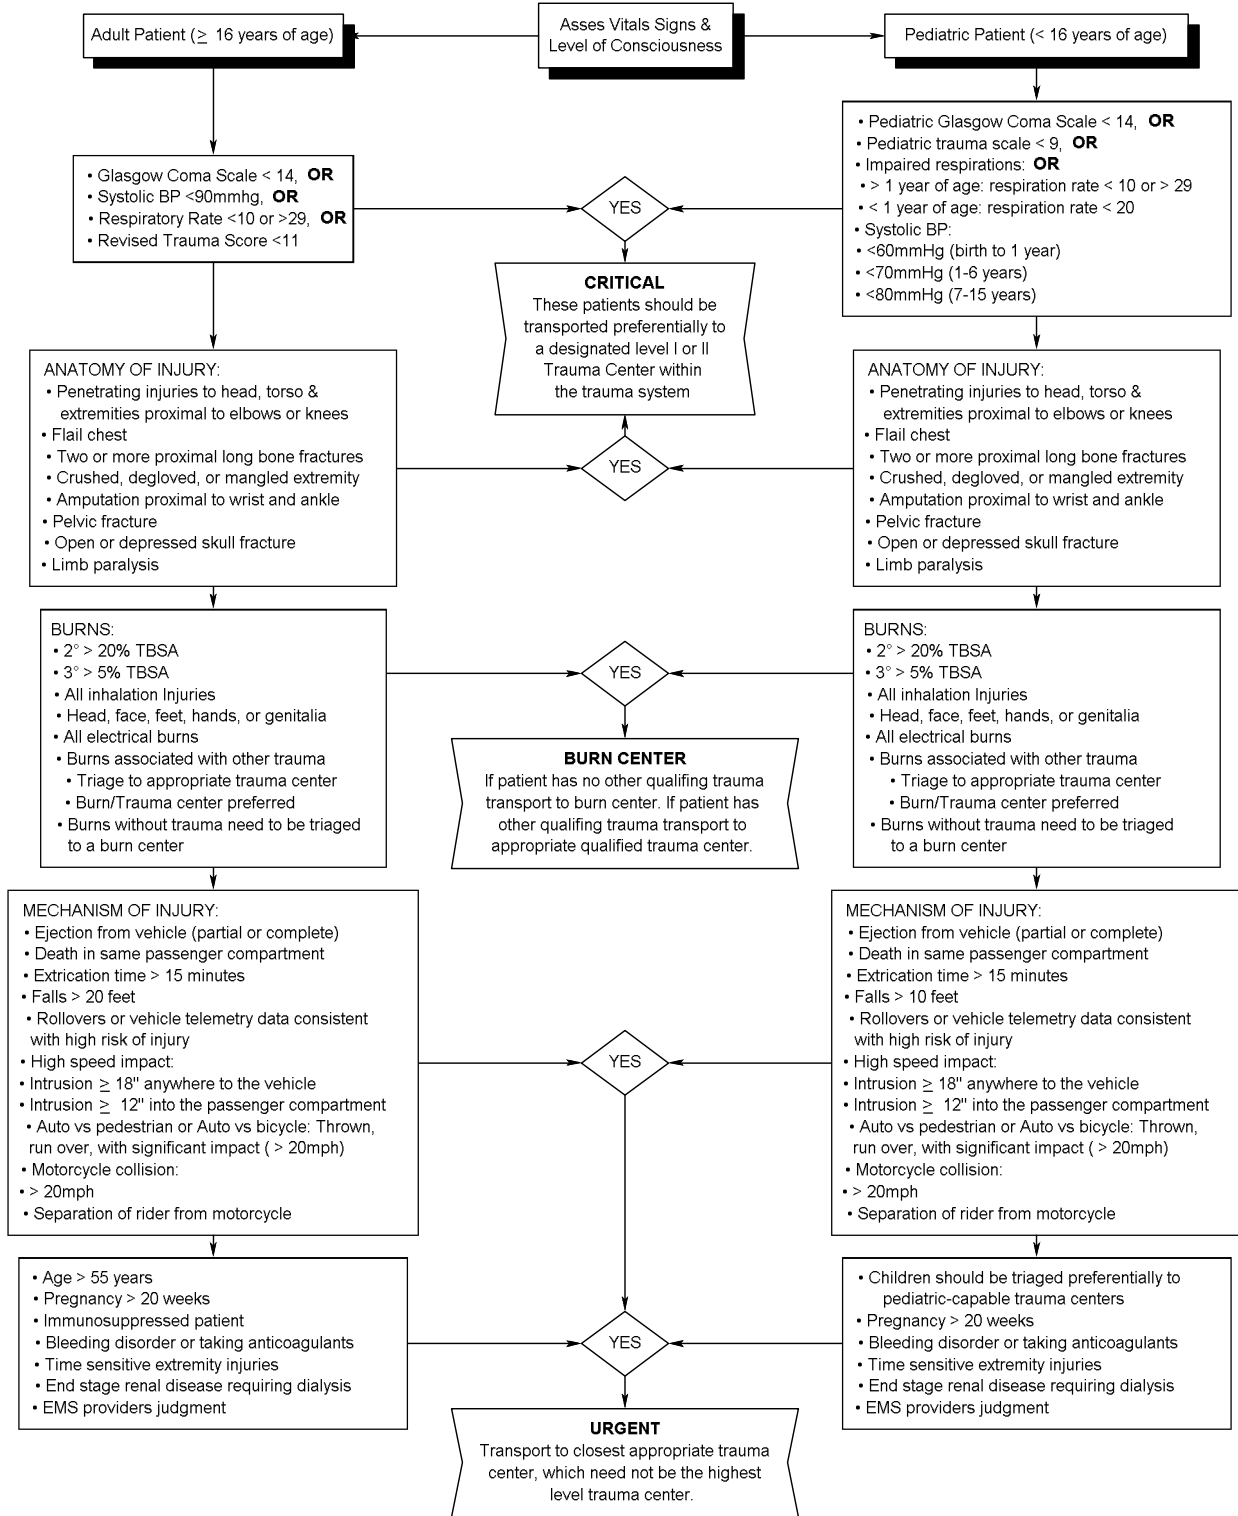 Asses Vitals Signs &
Level of Consciousness
Adult Patient (≥ 16 years of age)
Pediatric Patient (< 16 years of age)
• Glasgow Coma Scale < 14, OR
• Systolic BP <90mmhg, OR
• Respiratory Rate <10 or >29, OR
• Revised Trauma Score <11
YES
• Pediatric Glasgow Coma Scale < 14, OR
• Pediatric trauma scale < 9, OR
• Impaired respirations: OR
• > 1 year of age: respiration rate < 10 or > 29
• < 1 year of age: respiration rate < 20
• Systolic BP:
• <60mmHg (birth to 1 year)
• <70mmHg (1-6 years)
• <80mmHg (7-15 years)
CRITICAL
These patients should be
transported preferentially to
a designated level I or II
Trauma Center within
the trauma system
ANATOMY OF INJURY:
• Penetrating injuries to head, torso &
extremities proximal to elbows or knees
• Flail chest
• Two or more proximal long bone fractures
• Crushed, degloved, or mangled extremity
• Amputation proximal to wrist and ankle
• Pelvic fracture
• Open or depressed skull fracture
• Limb paralysis
YES
ANATOMY OF INJURY:
• Penetrating injuries to head, torso &
extremities proximal to elbows or knees
• Flail chest
• Two or more proximal long bone fractures
• Crushed, degloved, or mangled extremity
• Amputation proximal to wrist and ankle
• Pelvic fracture
• Open or depressed skull fracture
• Limb paralysis
BURNS:
• 2° > 20% TBSA
• 3° > 5% TBSA
• All inhalation Injuries
• Head, face, feet, hands, or genitalia
• All electrical burns
• Burns associated with other trauma
• Triage to appropriate trauma center
• Burn/Trauma center preferred
• Burns without trauma need to be triaged
to a burn center
YES
BURN CENTER
If patient has no other qualifing trauma
transport to burn center. If patient has
other qualifing trauma transport to
appropriate qualified trauma center.
BURNS:
• 2° > 20% TBSA
• 3° > 5% TBSA
• All inhalation Injuries
• Head, face, feet, hands, or genitalia
• All electrical burns
• Burns associated with other trauma
• Triage to appropriate trauma center
• Burn/Trauma center preferred
• Burns without trauma need to be triaged
to a burn center
MECHANISM OF INJURY:
• Ejection from vehicle (partial or complete)
• Death in same passenger compartment
• Extrication time > 15 minutes
• Falls > 20 feet
• Rollovers or vehicle telemetry data consistent
with high risk of injury
• High speed impact:
• Intrusion ≥ 18" anywhere to the vehicle
• Intrusion ≥ 12" into the passenger compartment
• Auto vs pedestrian or Auto vs bicycle: Thrown,
run over, with significant impact ( > 20mph)
• Motorcycle collision:
• > 20mph
• Separation of rider from motorcycle
YES
MECHANISM OF INJURY:
• Ejection from vehicle (partial or complete)
• Death in same passenger compartment
• Extrication time > 15 minutes
• Falls > 10 feet
• Rollovers or vehicle telemetry data consistent
with high risk of injury
• High speed impact:
• Intrusion ≥ 18" anywhere to the vehicle
• Intrusion ≥ 12" into the passenger compartment
• Auto vs pedestrian or Auto vs bicycle: Thrown,
run over, with significant impact ( > 20mph)
• Motorcycle collision:
• > 20mph
• Separation of rider from motorcycle
• Age > 55 years
• Pregnancy > 20 weeks
• Immunosuppressed patient
• Bleeding disorder or taking anticoagulants
• Time sensitive extremity injuries
• End stage renal disease requiring dialysis
• EMS providers judgment
YES
• Children should be triaged preferentially to
pediatric-capable trauma centers
• Pregnancy > 20 weeks
• Bleeding disorder or taking anticoagulants
• Time sensitive extremity injuries
• End stage renal disease requiring dialysis
• EMS providers judgment
URGENT
Transport to closest appropriate trauma
center, which need not be the highest
level trauma center.